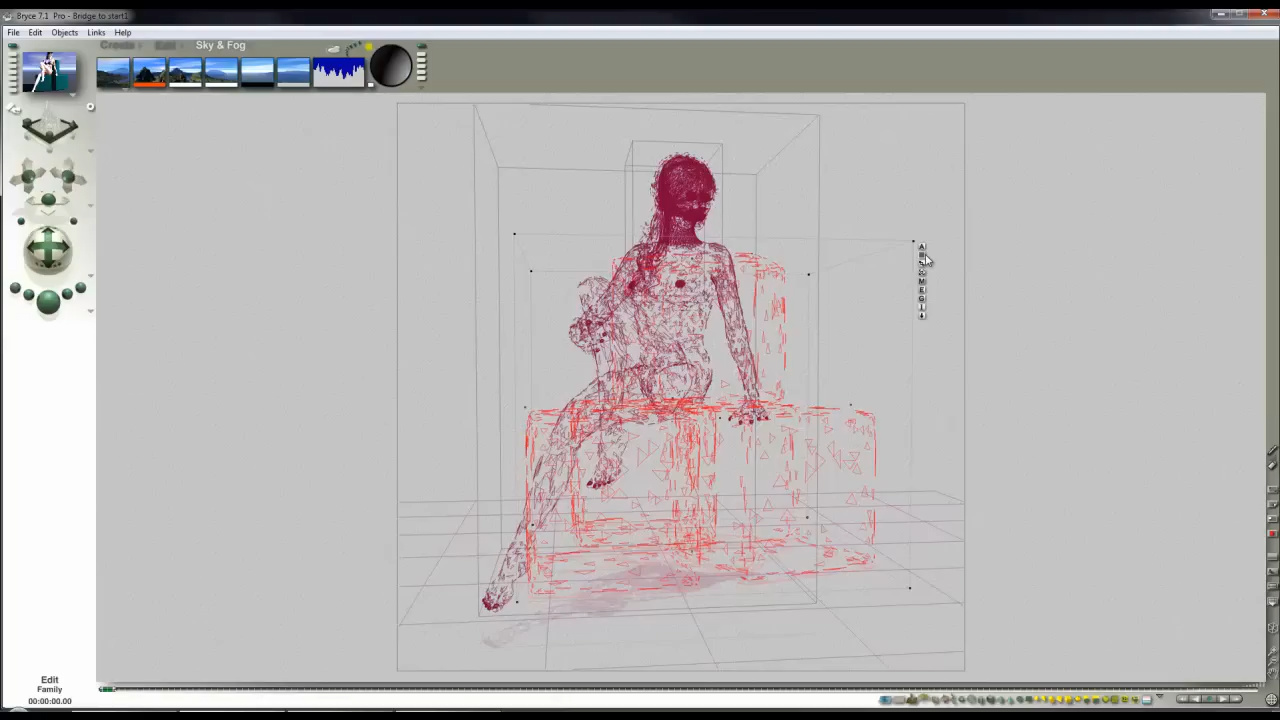 Bryce 7.1 Pro - Bridge to start1
File Edit Objects Links Help
Create Edit Sky & Fog
A
M
E
G
Edit
Family
00:00:00.00